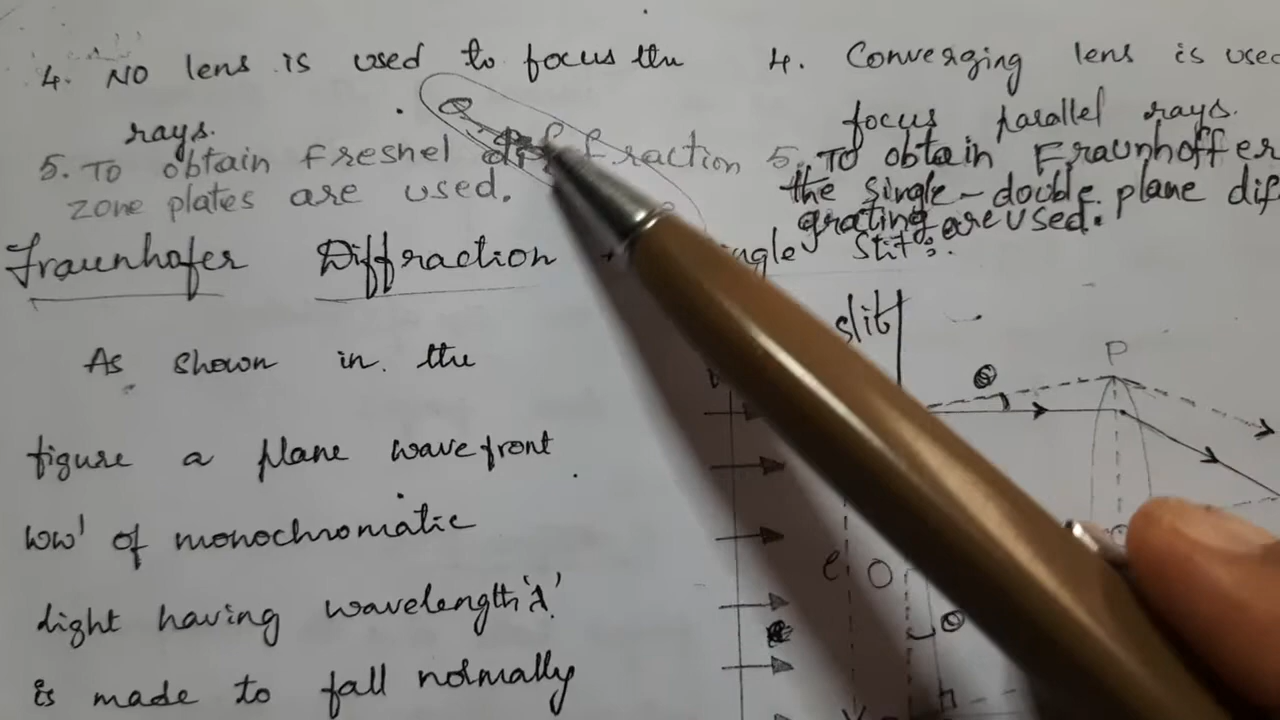 4. NO lens is used to focus the
rays.
5. TO obtain Fresnel diffraction
zone plates are used.
4. Converging lens is used
focus parallel rays.
5. TO obtain Fraunhoffer
the single-double plane dif
grating are used.
Fraunhofer Diffraction
slit:
As shown in the
figure a plane wavefront
ww' of monochromatic
light having wavelength 'λ'
is made to fall normally
slit
P
θ
e
O
θ
n